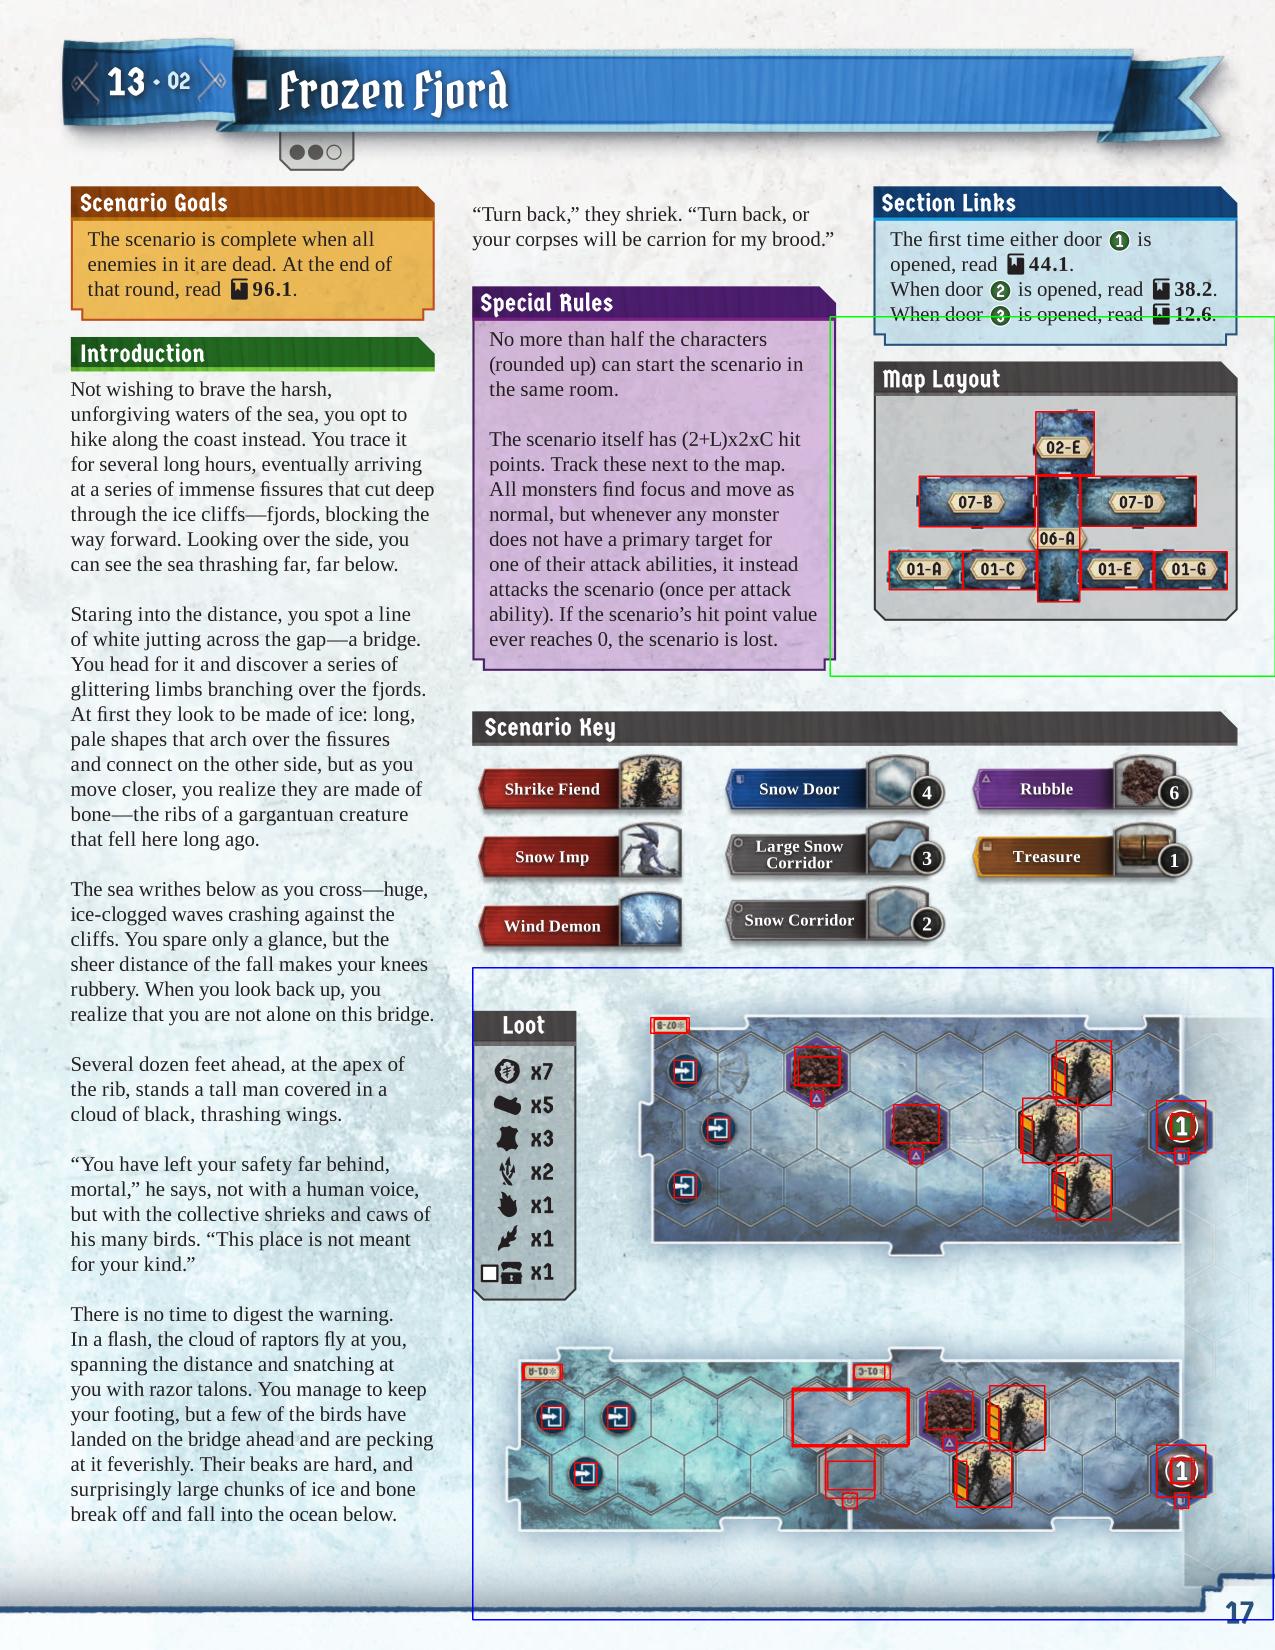 13 • 02
Frozen Fjord
Scenario Goals
The scenario is complete when all
enemies in it are dead. At the end of
that round, read 96.1.
Introduction
Not wishing to brave the harsh,
unforgiving waters of the sea, you opt to
hike along the coast instead. You trace it
for several long hours, eventually arriving
at a series of immense fissures that cut deep
through the ice cliffs—fjords, blocking the
way forward. Looking over the side, you
can see the sea thrashing far, far below.
Staring into the distance, you spot a line
of white jutting across the gap—a bridge.
You head for it and discover a series of
glittering limbs branching over the fjords.
At first they look to be made of ice: long,
pale shapes that arch over the fissures
and connect on the other side, but as you
move closer, you realize they are made of
bone—the ribs of a gargantuan creature
that fell here long ago.
The sea writhes below as you cross—huge,
ice-clogged waves crashing against the
cliffs. You spare only a glance, but the
sheer distance of the fall makes your knees
rubbery. When you look back up, you
realize that you are not alone on this bridge.
Several dozen feet ahead, at the apex of
the rib, stands a tall man covered in a
cloud of black, thrashing wings.
“You have left your safety far behind,
mortal,” he says, not with a human voice,
but with the collective shrieks and caws of
his many birds. “This place is not meant
for your kind.”
There is no time to digest the warning.
In a flash, the cloud of raptors fly at you,
spanning the distance and snatching at
you with razor talons. You manage to keep
your footing, but a few of the birds have
landed on the bridge ahead and are pecking
at it feverishly. Their beaks are hard, and
surprisingly large chunks of ice and bone
break off and fall into the ocean below.
“Turn back,” they shriek. “Turn back, or
your corpses will be carrion for my brood.”
Special Rules
No more than half the characters
(rounded up) can start the scenario in
the same room.
The scenario itself has (2+L)x2xC hit
points. Track these next to the map.
All monsters find focus and move as
normal, but whenever any monster
does not have a primary target for
one of their attack abilities, it instead
attacks the scenario (once per attack
ability). If the scenario’s hit point value
ever reaches 0, the scenario is lost.
Section Links
The first time either door 1 is
opened, read 44.1.
When door 2 is opened, read 38.2.
When door 3 is opened, read 12.6.
Map Layout
02-E
07-B
07-D
06-A
01-A
01-C
01-E
01-G
Scenario Key
Shrike Fiend
Snow Door
4
Rubble
6
Snow Imp
Large Snow
Corridor
3
Treasure
1
Wind Demon
Snow Corridor
2
Loot
x7
x5
x3
x2
x1
x1
x1
07-B
1
01-A
01-C
1
17